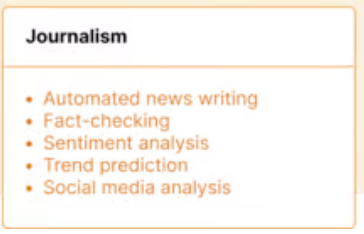 Journalism
• Automated news writing
• Fact-checking
• Sentiment analysis
• Trend prediction
• Social media analysis